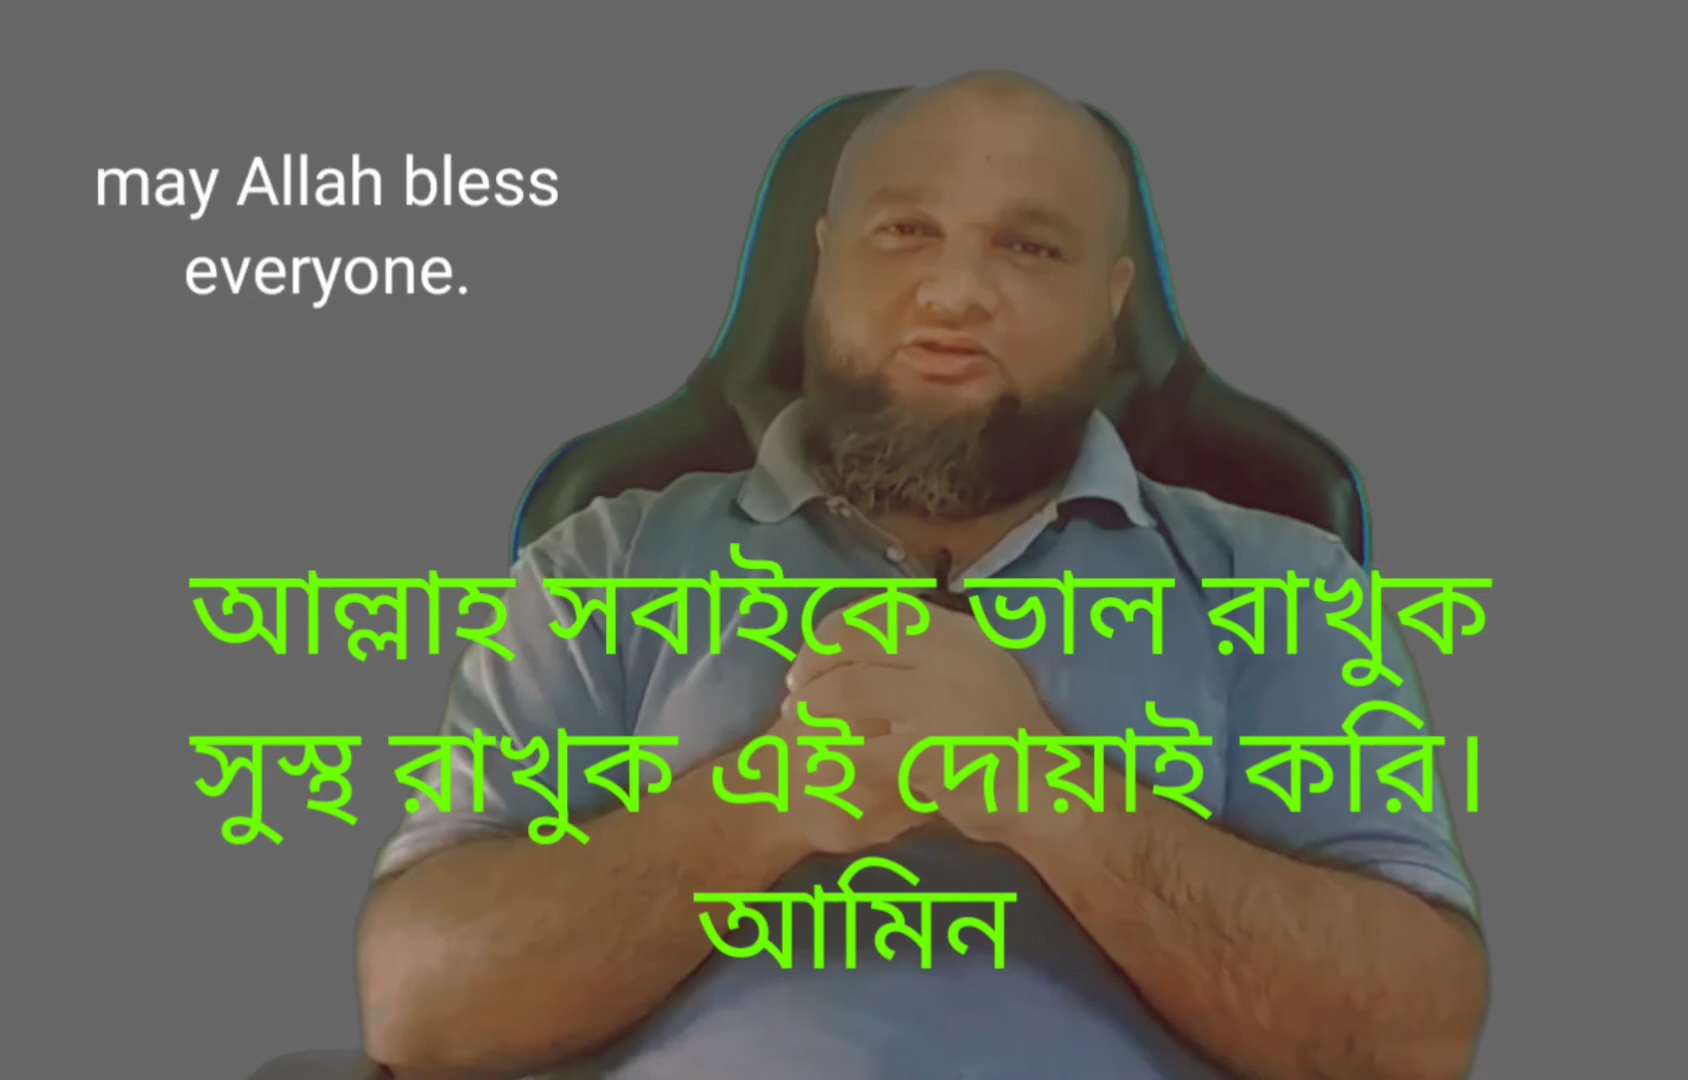 may Allah bless
everyone.
আল্লাহ সবাইকে ভাল রাখুক
সুস্থ রাখুক এই দোয়াই করি।
আমিন